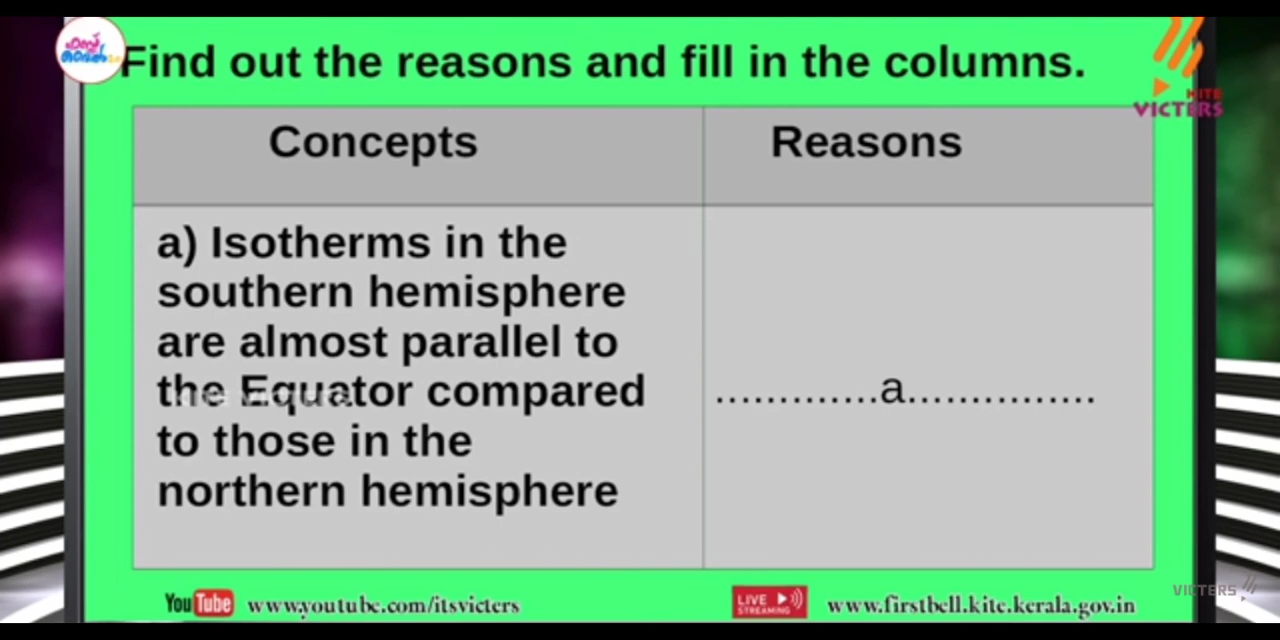 Find out the reasons and fill in the columns.
KITE
VICTERS
Concepts
Reasons
a) Isotherms in the
southern hemisphere
are almost parallel to
the Equator compared
to those in the
northern hemisphere
.............a...............
YouTube www.youtube.com/itsvicters
LIVE
STREAMING
www.firstbell.kite.kerala.gov.in
VICTERS